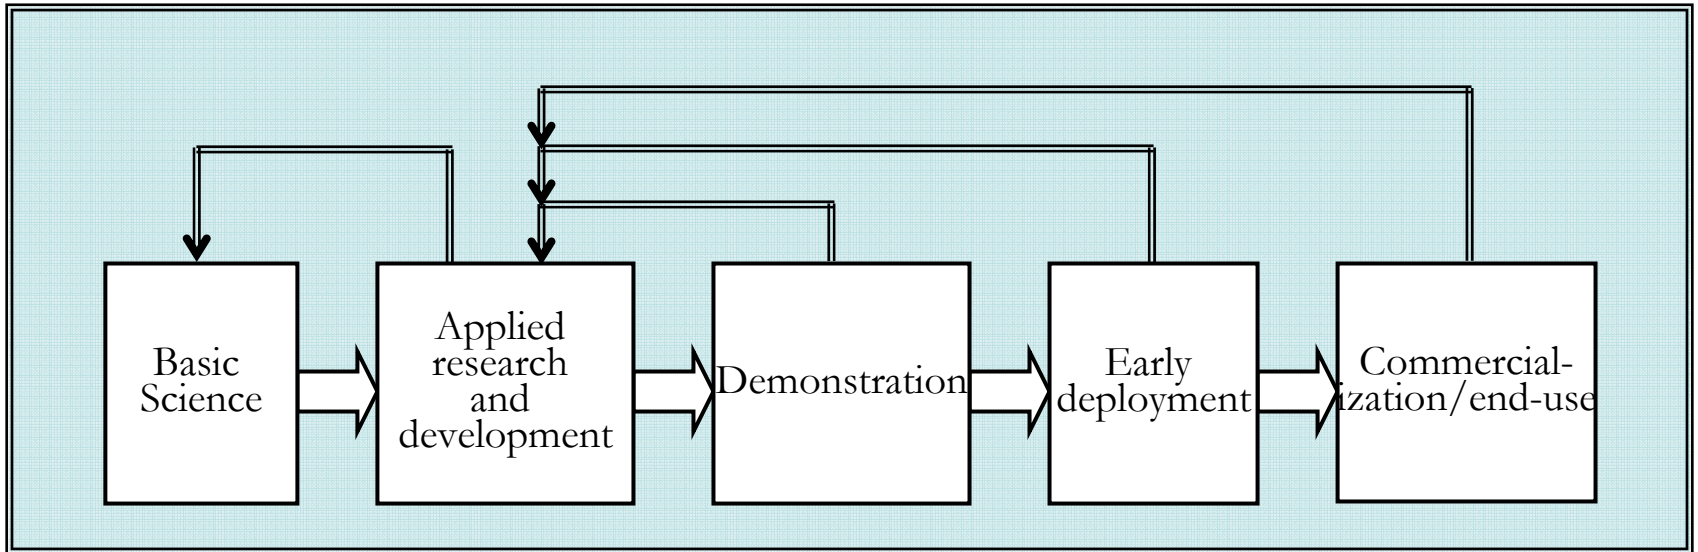 Basic
Science
Applied
research
and
development
Demonstration
Early
deployment
Commercial-
ization/end-use